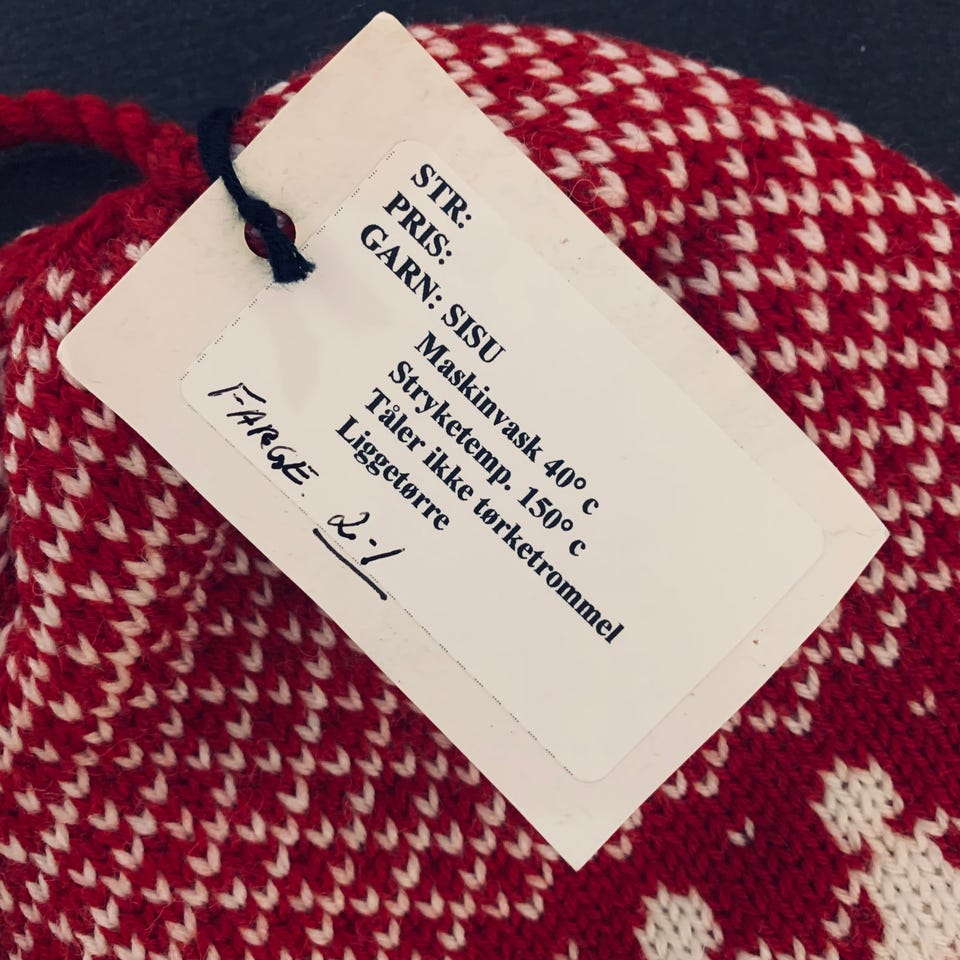 STR:
PRIS:
GARN: SISU
Maskinvask 40° c
Stryketemp. 150° c
Tåler ikke tørketrommel
Liggetørre
FARGE. 2-1